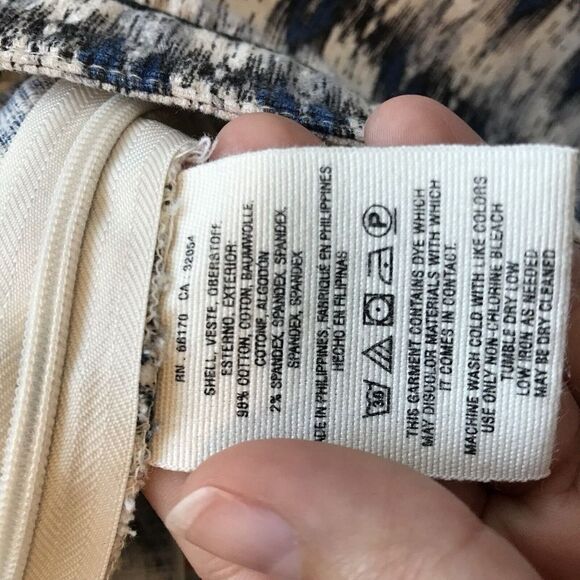 RN. 66170 CA 32054
SHELL, VESTE, OBERSTOFF,
ESTERNO, EXTERIOR
98% COTTON, COTON, BAUMWOLLE,
COTONE, ALGODÓN
2% SPANDEX, SPANDEX, SPANDEX,
SPANDEX, SPANDEX
DE IN PHILIPPINES, FABRIQUÉ EN PHILIPPINES
HECHO EN FILIPINAS
30 P
THIS GARMENT CONTAINS DYE WHICH
MAY DISCOLOR MATERIALS WITH WHICH
IT COMES IN CONTACT.
MACHINE WASH COLD WITH LIKE COLORS
USE ONLY NON-CHLORINE BLEACH
TUMBLE DRY LOW
LOW IRON AS NEEDED
MAY BE DRY CLEANED